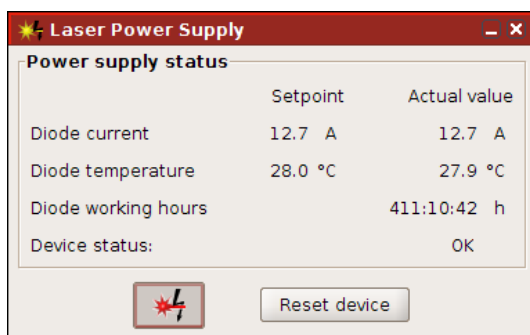 Laser Power Supply
Power supply status
Setpoint Actual value
Diode current 12.7 A 12.7 A
Diode temperature 28.0 °C 27.9 °C
Diode working hours 411:10:42 h
Device status: OK
Reset device